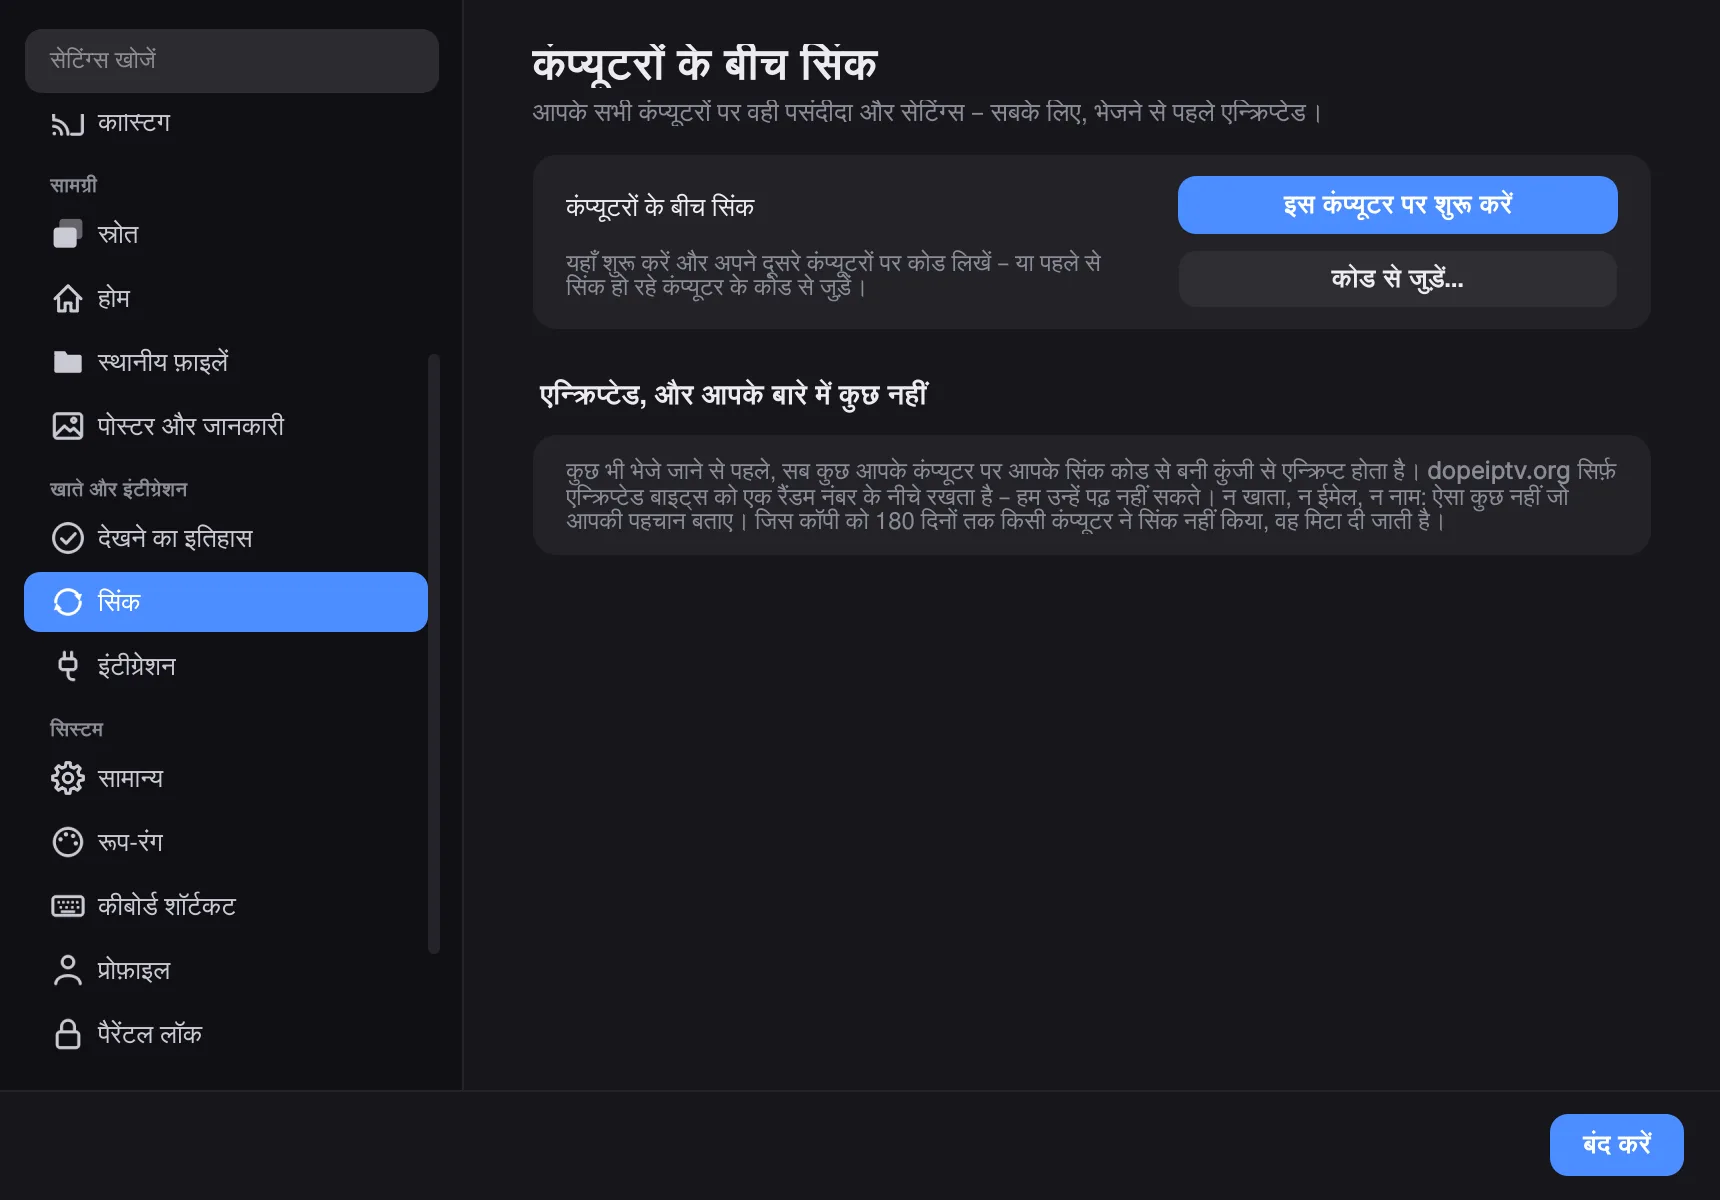 सेटिंग्स खोजें
कास्टिंग
सामग्री
स्रोत
होम
स्थानीय फ़ाइलें
पोस्टर और जानकारी
खाते और इंटीग्रेशन
देखने का इतिहास
सिंक
इंटीग्रेशन
सिस्टम
सामान्य
रूप-रंग
कीबोर्ड शॉर्टकट
प्रोफ़ाइल
पैरेंटल लॉक
कंप्यूटरों के बीच सिंक
आपके सभी कंप्यूटरों पर वही पसंदीदा और सेटिंग्स – सबके लिए, भेजने से पहले एन्क्रिप्टेड।
कंप्यूटरों के बीच सिंक
यहाँ शुरू करें और अपने दूसरे कंप्यूटरों पर कोड लिखें – या पहले से
सिंक हो रहे कंप्यूटर के कोड से जुड़ें।
इस कंप्यूटर पर शुरू करें
कोड से जुड़ें...
एन्क्रिप्टेड, और आपके बारे में कुछ नहीं
कुछ भी भेजे जाने से पहले, सब कुछ आपके कंप्यूटर पर आपके सिंक कोड से बनी कुंजी से एन्क्रिप्ट होता है। dopeiptv.org सिर्फ़
एन्क्रिप्टेड बाइट्स को एक रैंडम नंबर के नीचे रखता है – हम उन्हें पढ़ नहीं सकते। न खाता, न ईमेल, न नाम: ऐसा कुछ नहीं जो
आपकी पहचान बताए। जिस कॉपी को 180 दिनों तक किसी कंप्यूटर ने सिंक नहीं किया, वह मिटा दी जाती है।
बंद करें